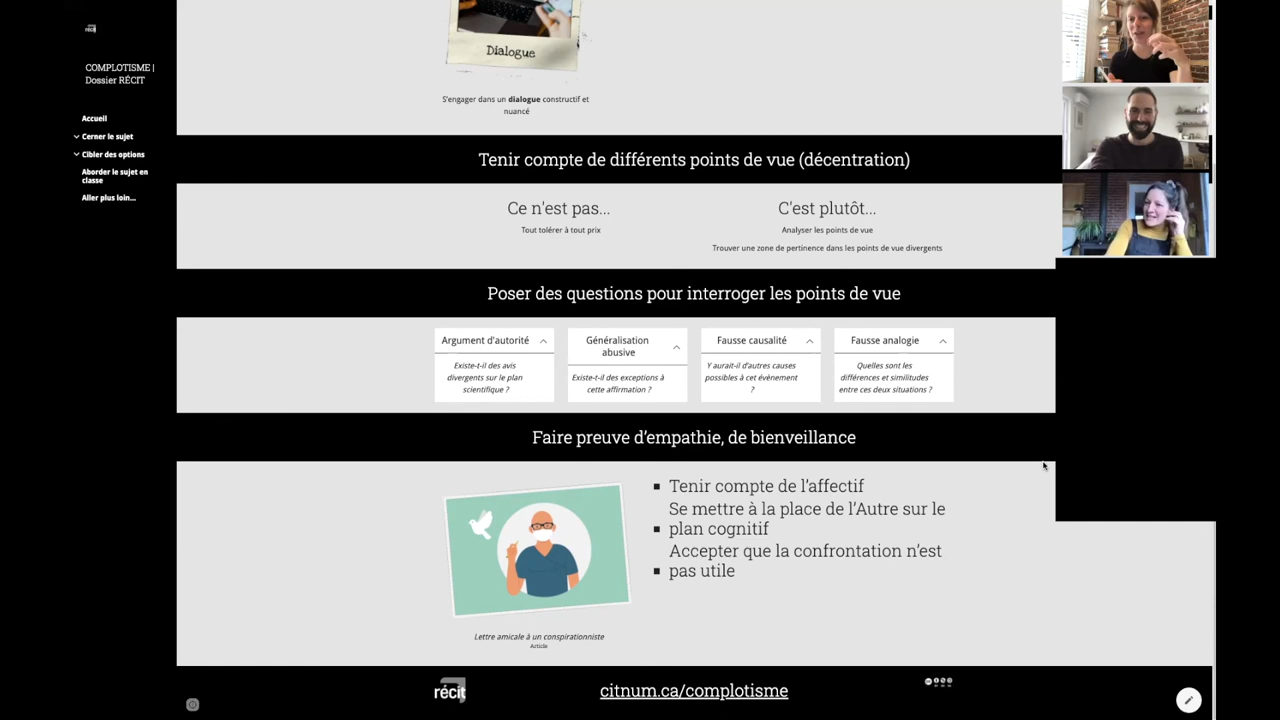 récit
COMPLOTISME |
Dossier RÉCIT
Accueil
Cerner le sujet
Cibler des options
Aborder le sujet en
classe
Aller plus loin...
Dialogue
S'engager dans un dialogue constructif et
nuancé
Tenir compte de différents points de vue (décentration)
Ce n'est pas...
Tout tolérer à tout prix
C'est plutôt...
Analyser les points de vue
Trouver une zone de pertinence dans les points de vue divergents
Poser des questions pour interroger les points de vue
Argument d'autorité
Existe-t-il des avis
divergents sur le plan
scientifique ?
Généralisation
abusive
Existe-t-il des exceptions à
cette affirmation ?
Fausse causalité
Y aurait-il d'autres causes
possibles à cet évènement
?
Fausse analogie
Quelles sont les
différences et similitudes
entre ces deux situations ?
Faire preuve d'empathie, de bienveillance
Tenir compte de l'affectif
Se mettre à la place de l'Autre sur le
plan cognitif
Accepter que la confrontation n'est
pas utile
Lettre amicale à un conspirationniste
Article
récit
citnum.ca/complotisme